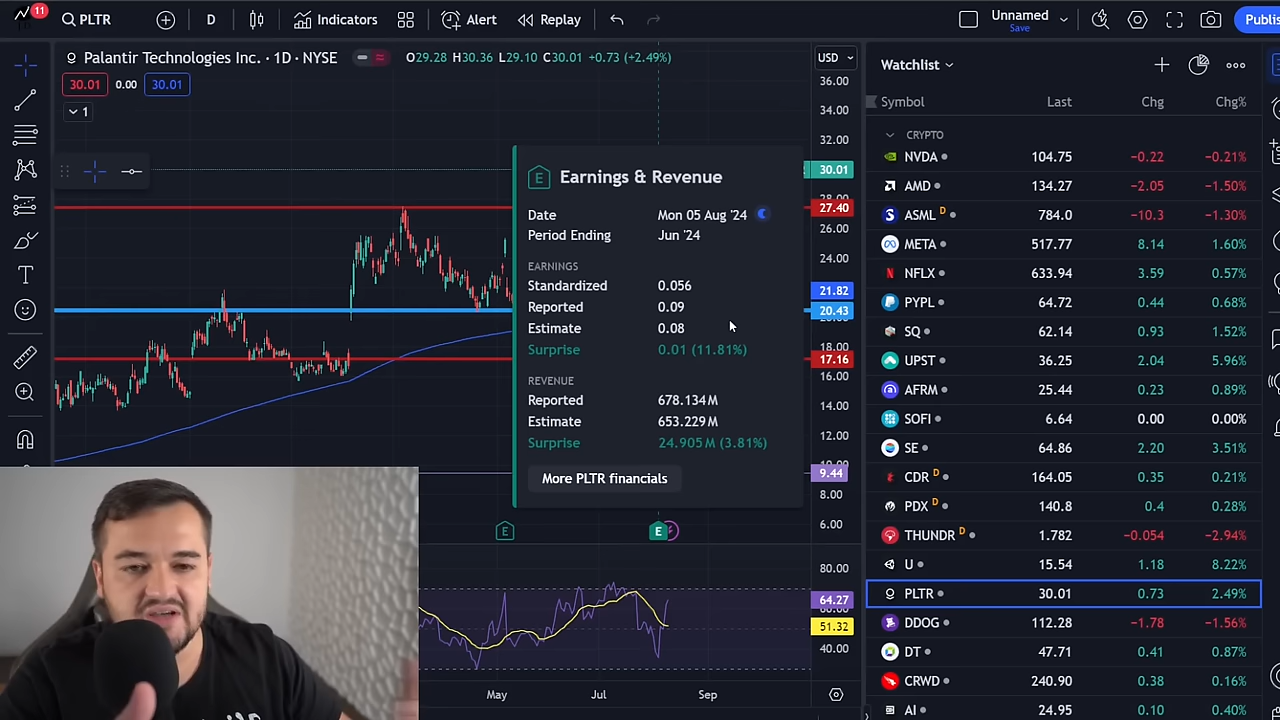 11
PLTR
D
Indicators
Alert
Replay
Unnamed
Save
Publis
Palantir Technologies Inc. · 1D · NYSE
O29.28 H30.36 L29.10 C30.01 +0.73 (+2.49%)
30.01 0.00 30.01
1
USD
36.00
34.00
32.00
30.01
27.40
26.00
24.00
21.82
20.43
18.00
17.16
16.00
14.00
12.00
9.44
8.00
6.00
80.00
64.27
51.32
40.00
E Earnings & Revenue
Date Mon 05 Aug '24
Period Ending Jun '24
EARNINGS
Standardized 0.056
Reported 0.09
Estimate 0.08
Surprise 0.01 (11.81%)
REVENUE
Reported 678.134M
Estimate 653.229M
Surprise 24.905M (3.81%)
More PLTR financials
E E
May Jul Sep
Watchlist
Symbol Last Chg Chg%
CRYPTO
NVDA 104.75 −0.22 −0.21%
AMD 134.27 −2.05 −1.50%
ASML D 784.0 −10.3 −1.30%
META 517.77 8.14 1.60%
NFLX 633.94 3.59 0.57%
PYPL 64.72 0.44 0.68%
SQ 62.14 0.93 1.52%
UPST 36.25 2.04 5.96%
AFRM 25.44 0.23 0.89%
SOFI 6.64 0.00 0.00%
SE 64.86 2.20 3.51%
CDR D 164.05 0.35 0.21%
PDX D 140.8 0.4 0.28%
THUNDR D 1.782 −0.054 −2.94%
U 15.54 1.18 8.22%
PLTR 30.01 0.73 2.49%
DDOG 112.28 −1.78 −1.56%
DT 47.71 0.41 0.87%
CRWD 240.90 0.38 0.16%
AI 24.95 0.10 0.40%